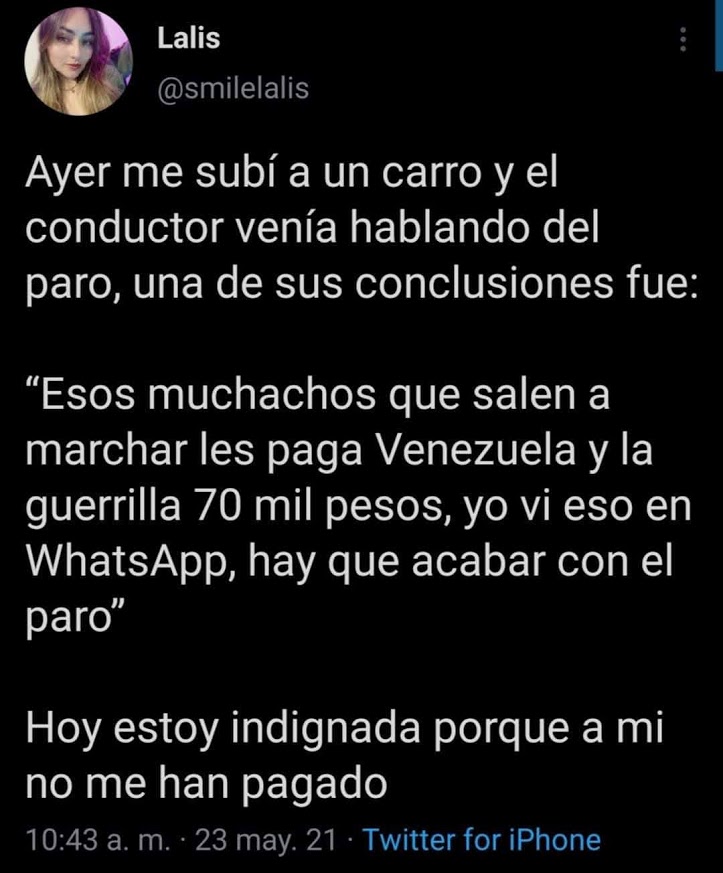 Lalis
@smilelalis
Ayer me subí a un carro y el
conductor venía hablando del
paro, una de sus conclusiones fue:
“Esos muchachos que salen a
marchar les paga Venezuela y la
guerrilla 70 mil pesos, yo vi eso en
WhatsApp, hay que acabar con el
paro”
Hoy estoy indignada porque a mi
no me han pagado
10:43 a. m. · 23 may. 21 · Twitter for iPhone